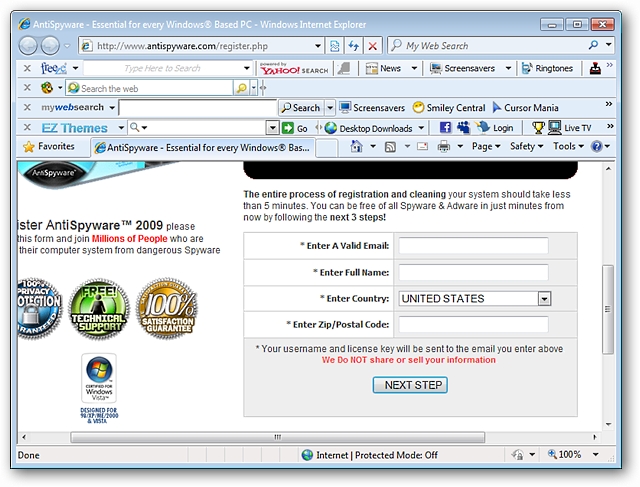 AntiSpyware - Essential for every Windows® Based PC - Windows Internet Explorer
http://www.antispyware.com/register.php
My Web Search
Type Here to Search
powered by
YAHOO! SEARCH
News
Screensavers
Ringtones
Search the web
mywebsearch
Search
Screensavers
Smiley Central
Cursor Mania
EZ Themes
Go
Desktop Downloads
Login
Live TV
Favorites
AntiSpyware - Essential for every Windows® Bas...
Page
Safety
Tools
AntiSpyware™
The entire process of registration and cleaning your system should take less
than 5 minutes. You can be free of all Spyware & Adware in just minutes from
now by following the next 3 steps!
ister AntiSpyware™ 2009 please
this form and join Millions of People who are
their computer system from dangerous Spyware
* Enter A Valid Email:
* Enter Full Name:
* Enter Country:
UNITED STATES
* Enter Zip/Postal Code:
* Your username and license key will be sent to the email you enter above
We Do NOT share or sell your information
NEXT STEP
100%
PRIVACY
FREE!
TECHNICAL
SUPPORT
100%
SATISFACTION
GUARANTEE
CERTIFIED FOR
Windows
Vista™
DESIGNED FOR
98/XP/ME/2000
& VISTA
Done
Internet | Protected Mode: Off
100%